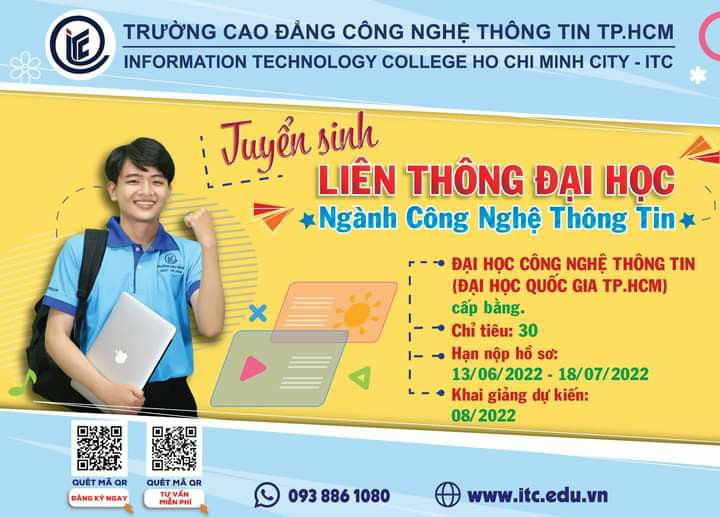 ITC
TRƯỜNG CAO ĐẲNG CÔNG NGHỆ THÔNG TIN TP.HCM
INFORMATION TECHNOLOGY COLLEGE HO CHI MINH CITY - ITC
Tuyển sinh
LIÊN THÔNG ĐẠI HỌC
Ngành Công Nghệ Thông Tin
ĐẠI HỌC CÔNG NGHỆ THÔNG TIN
(ĐẠI HỌC QUỐC GIA TP.HCM)
cấp bằng.
Chỉ tiêu: 30
Hạn nộp hồ sơ:
13/06/2022 - 18/07/2022
Khai giảng dự kiến:
08/2022
QUÉT MÃ QR
ĐĂNG KÝ NGAY
QUÉT MÃ QR
TƯ VẤN
MIỄN PHÍ
093 886 1080
www.itc.edu.vn